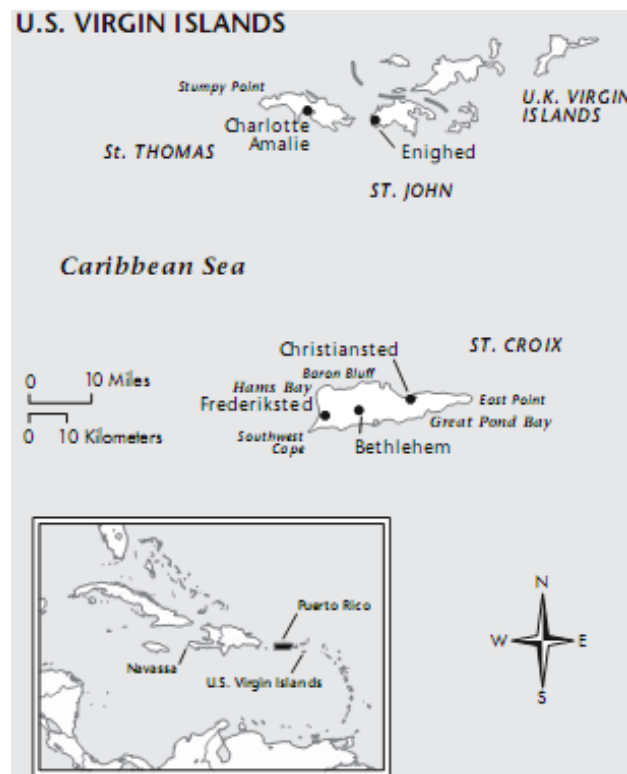 U.S. VIRGIN ISLANDS
Stumpy Point
U.K. VIRGIN
ISLANDS
Charlotte
Amalie
Enighed
St. THOMAS
ST. JOHN
Caribbean Sea
Christiansted
ST. CROIX
0 10 Miles
0 10 Kilometers
Baron Bluff
Hams Bay
Frederiksted
East Point
Great Pond Bay
Southwest
Cape
Bethlehem
Puerto Rico
Navassa
U.S. Virgin Islands
N
W E
S